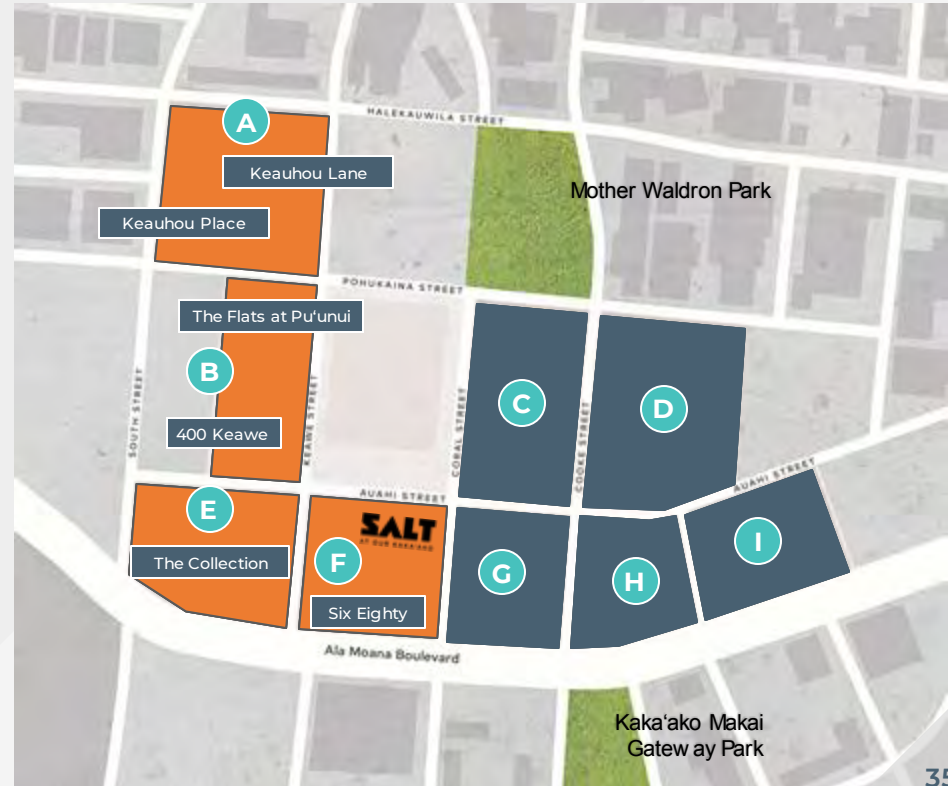 A
HALEKAUWILA STREET
Keauhou Lane
Mother Waldron Park
Keauhou Place
POHUKAINA STREET
The Flats at Pu‘unui
B
C
D
SOUTH STREET
KEAWE STREET
CORAL STREET
COOKE STREET
400 Keawe
AUAHI STREET
AUAHI STREET
E
SALT
AT OUR KAKA‘AKO
The Collection
F
G
H
I
Six Eighty
Ala Moana Boulevard
Kaka‘ako Makai
Gatew ay Park
35